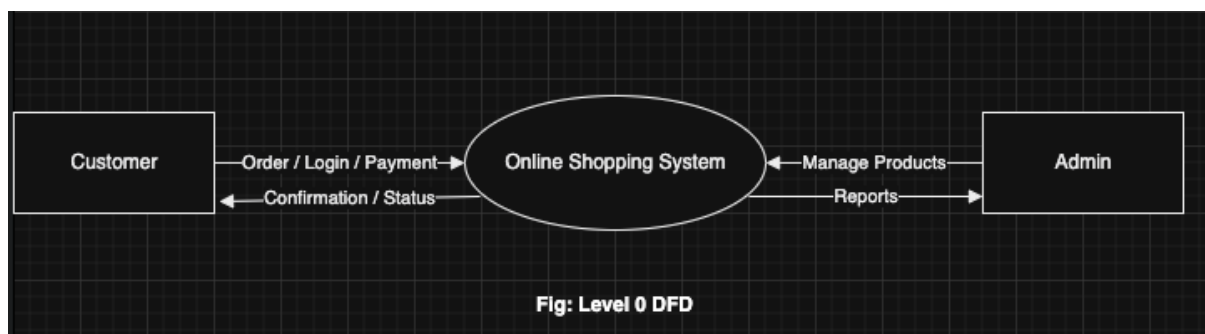 Customer
Order / Login / Payment
Confirmation / Status
Online Shopping System
Manage Products
Reports
Admin
Fig: Level 0 DFD